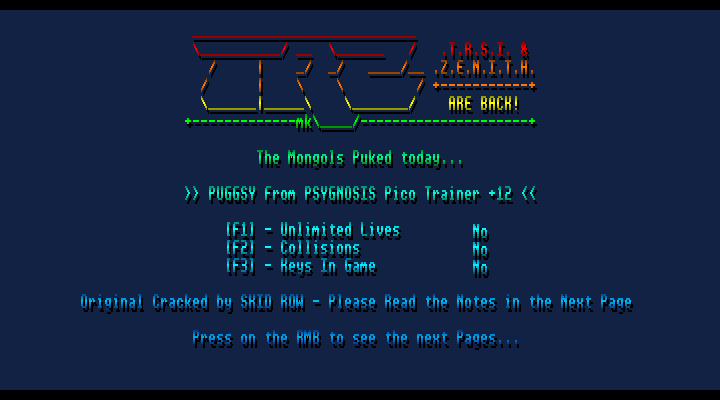 .T.R.S.I. &
.Z.E.N.I.T.H.
ARE BACK!
mk
The Mongols Puked today...
>> PUGGSY From PSYGNOSIS Pico Trainer +12 <<
[F1] - Unlimited Lives No
[F2] - Collisions No
[F3] - Keys In Game No
Original Cracked by SKID ROW - Please Read the Notes in the Next Page
Press on the RMB to see the next Pages...